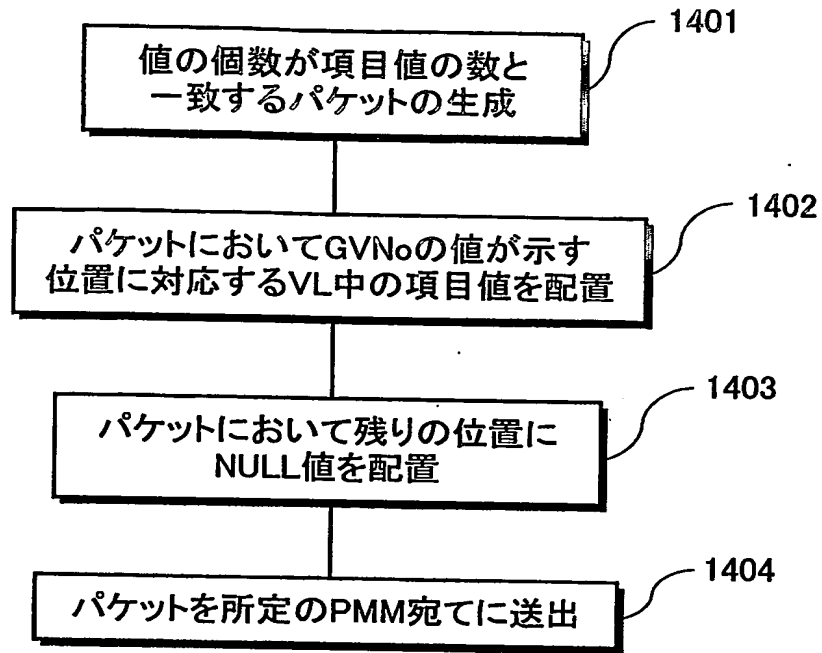 1401
値の個数が項目値の数と
一致するパケットの生成
1402
パケットにおいてGVNoの値が示す
位置に対応するVL中の項目値を配置
1403
パケットにおいて残りの位置に
NULL値を配置
1404
パケットを所定のPMM宛てに送出